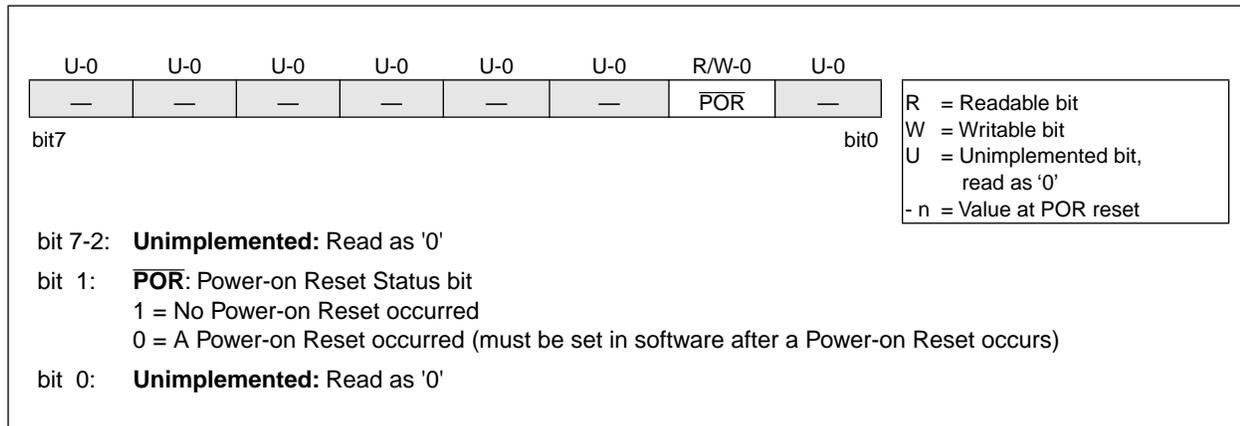 U-0 U-0 U-0 U-0 U-0 U-0 R/W-0 U-0
— — — — — — POR —
bit7 bit0
R = Readable bit
W = Writable bit
U = Unimplemented bit,
read as ‘0’
- n = Value at POR reset
bit 7-2: Unimplemented: Read as '0'
bit 1: POR: Power-on Reset Status bit
1 = No Power-on Reset occurred
0 = A Power-on Reset occurred (must be set in software after a Power-on Reset occurs)
bit 0: Unimplemented: Read as '0'